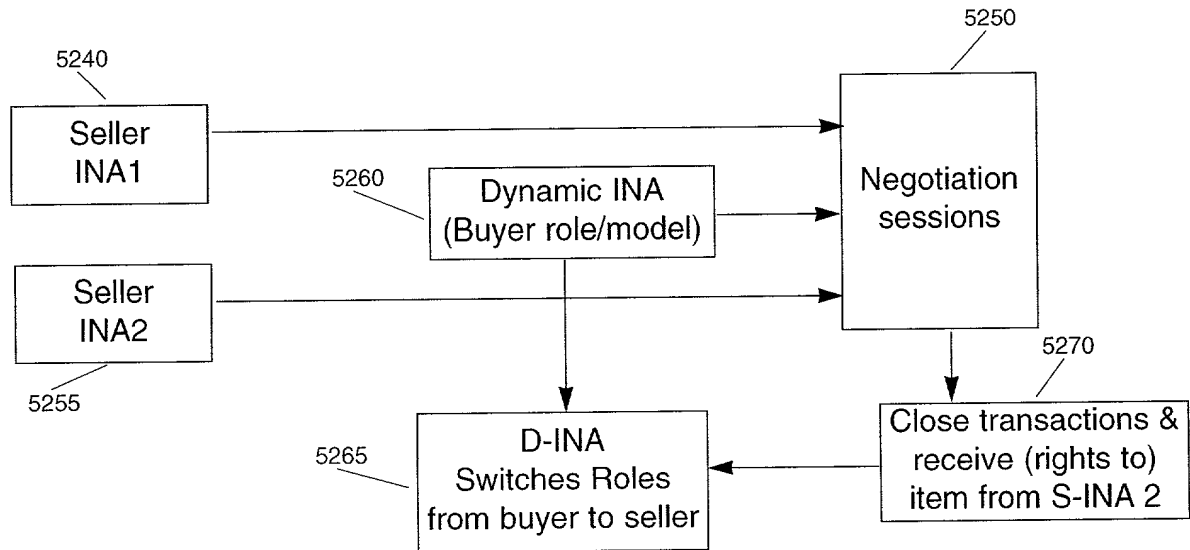 5240
Seller
INA1
5250
Negotiation
sessions
5260
Dynamic INA
(Buyer role/model)
Seller
INA2
5255
5265
D-INA
Switches Roles
from buyer to seller
5270
Close transactions &
receive (rights to)
item from S-INA 2